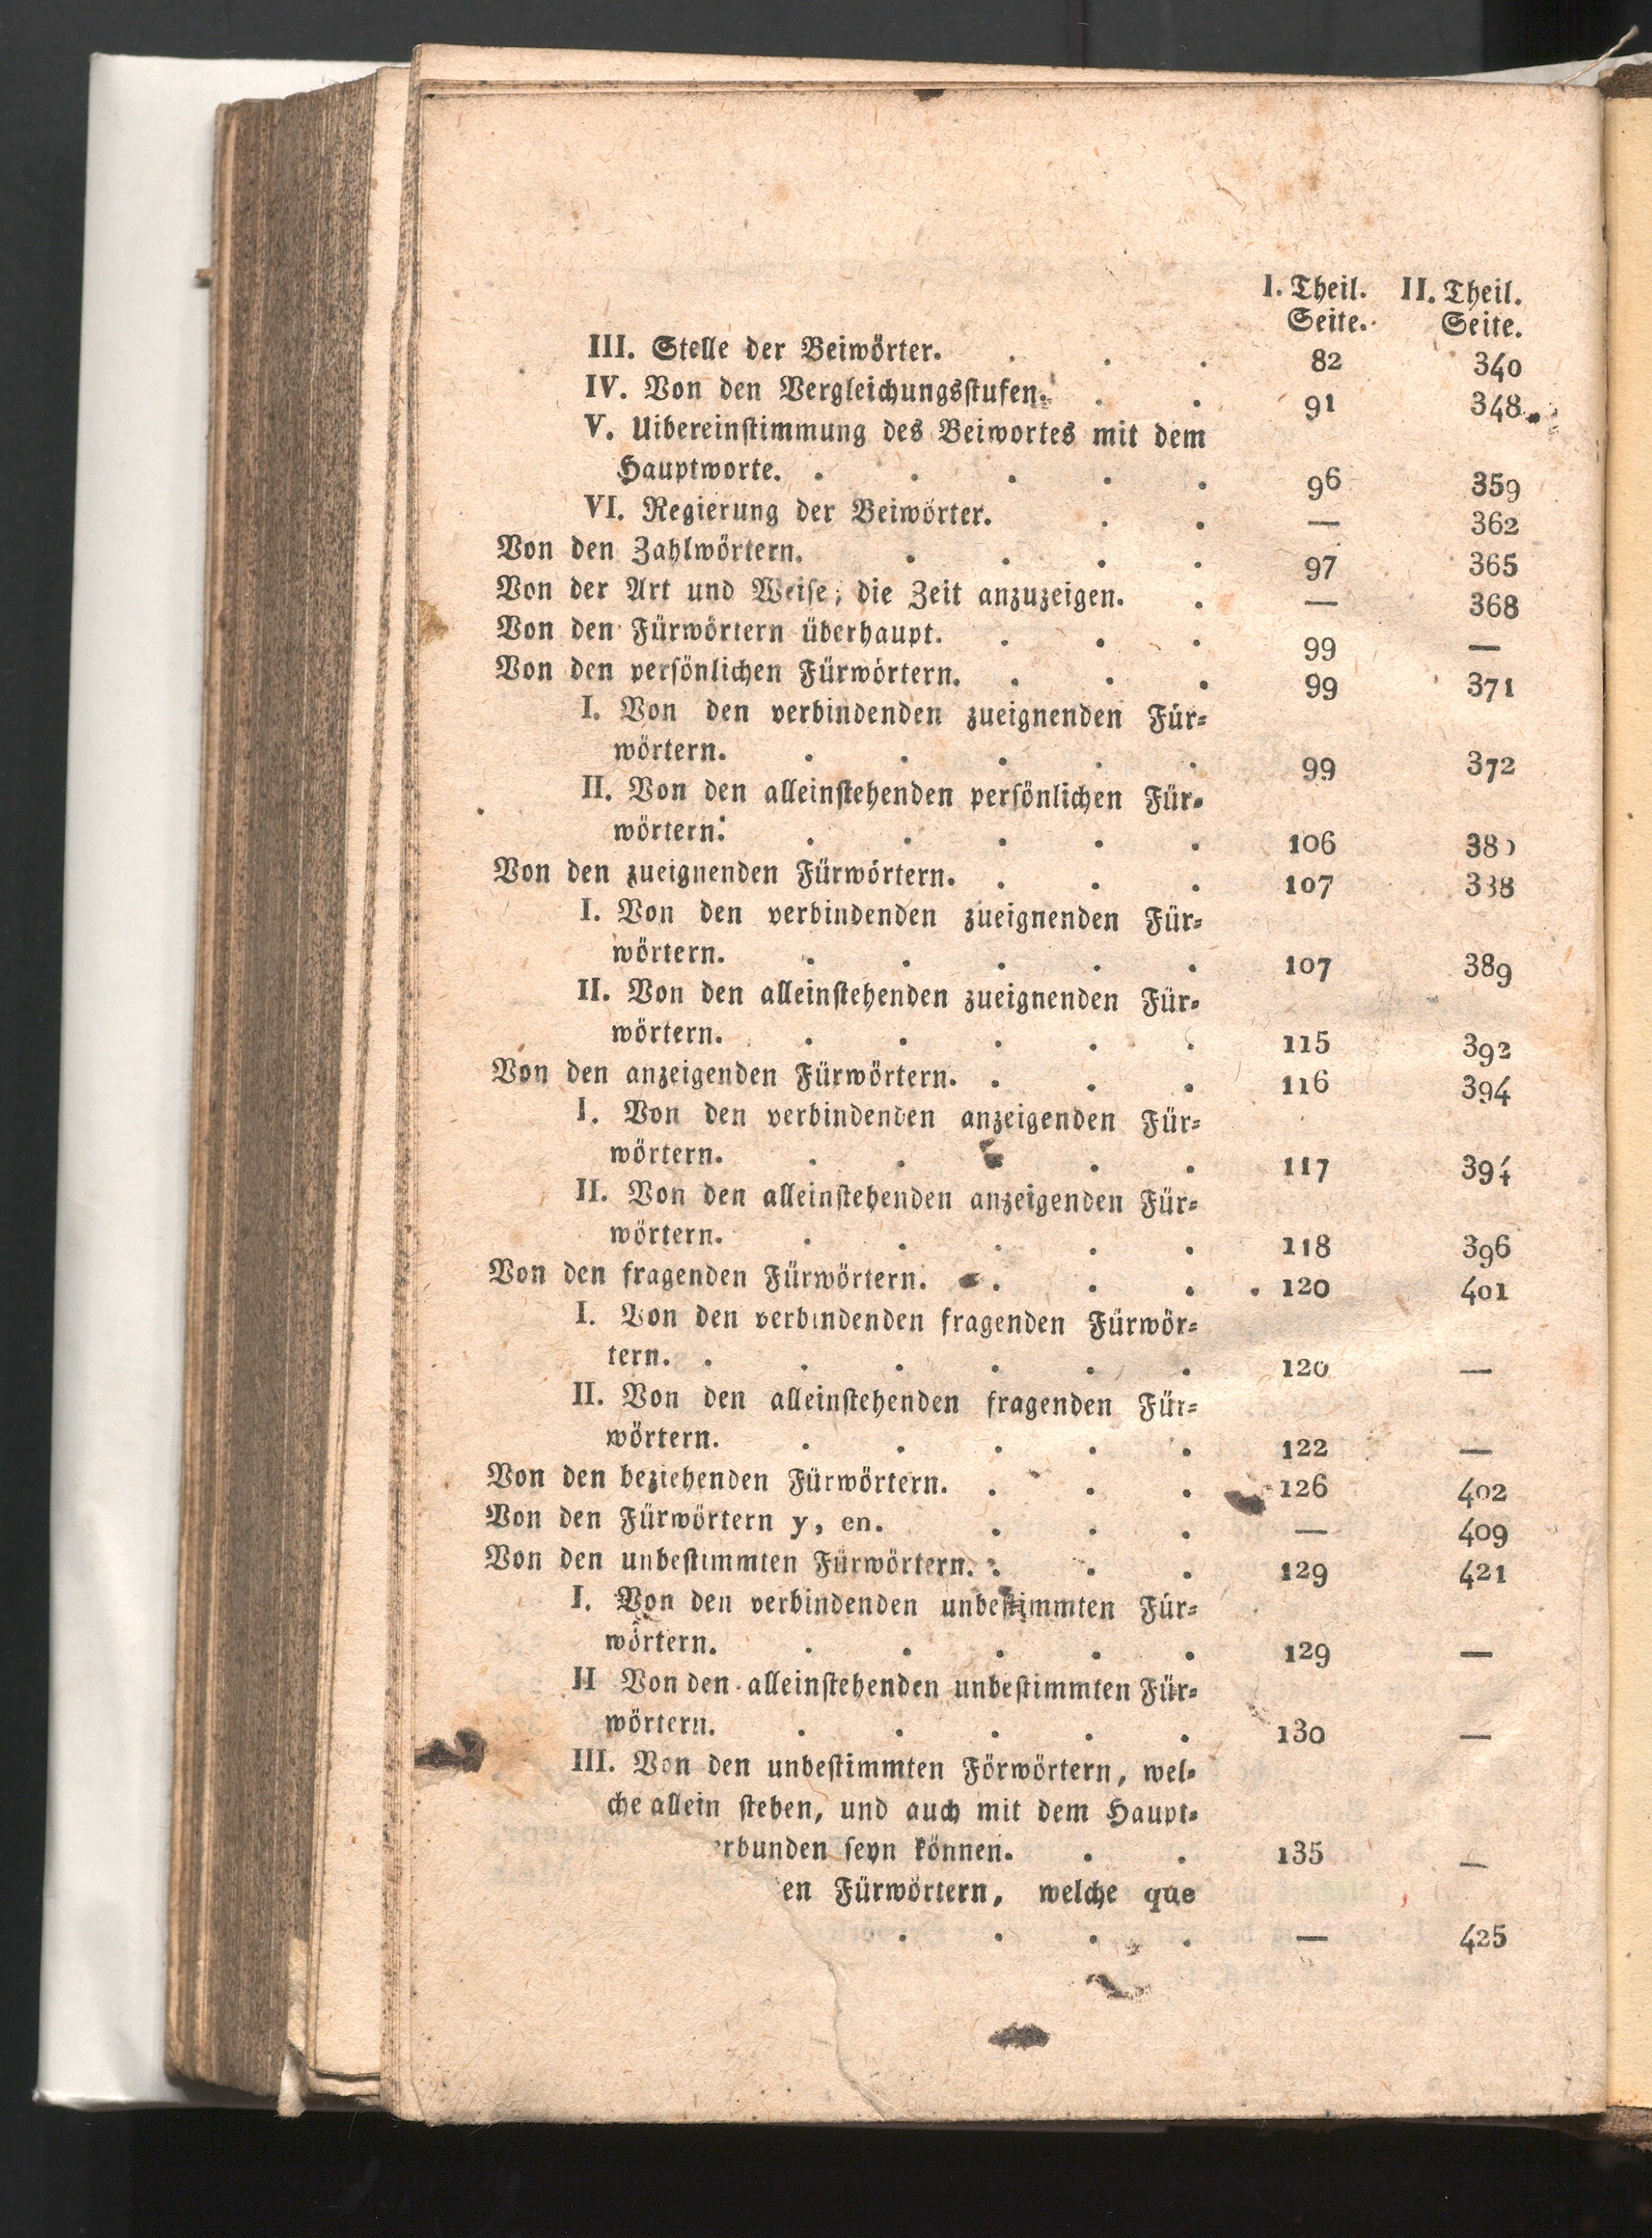 I. Theil. II. Theil.
Seite. Seite.
III. Stelle der Beiwörter. . . . 82 340
IV. Von den Vergleichungsstufen. . . 91 348
V. Uibereinstimmung des Beiwortes mit dem
Hauptworte. . . . . . 96 359
VI. Regierung der Beiwörter. . . — 362
Von den Zahlwörtern. . . . . 97 365
Von der Art und Weise, die Zeit anzuzeigen. . — 368
Von den Fürwörtern überhaupt. . . . 99 —
Von den persönlichen Fürwörtern. . . . 99 371
I. Von den verbindenden zueignenden Für=
wörtern. . . . . . 99 372
II. Von den alleinstehenden persönlichen Für=
wörtern. . . . . . 106 380
Von den zueignenden Fürwörtern. . . . 107 388
I. Von den verbindenden zueignenden Für=
wörtern. . . . . . 107 389
II. Von den alleinstehenden zueignenden Für=
wörtern. . . . . . 115 392
Von den anzeigenden Fürwörtern. . . . 116 394
I. Von den verbindenden anzeigenden Für=
wörtern. . . . . 117 394
II. Von den alleinstehenden anzeigenden Für=
wörtern. . . . . . 118 396
Von den fragenden Fürwörtern. . . . 120 401
I. Von den verbindenden fragenden Fürwör=
tern. . . . . . . 120 —
II. Von den alleinstehenden fragenden Für=
wörtern. . . . . . 122 —
Von den beziehenden Fürwörtern. . . . 126 402
Von den Fürwörtern y, en. . . . — 409
Von den unbestimmten Fürwörtern. . . . 129 421
I. Von den verbindenden unbestimmten Für=
wörtern. . . . . . 129 —
II Von den alleinstehenden unbestimmten Für=
wörtern. . . . . . 130 —
III. Von den unbestimmten Förwörtern, wel=
che allein stehen, und auch mit dem Haupt=
rbunden seyn können. . . 135 —
en Fürwörtern, welche que
. . . . — 425